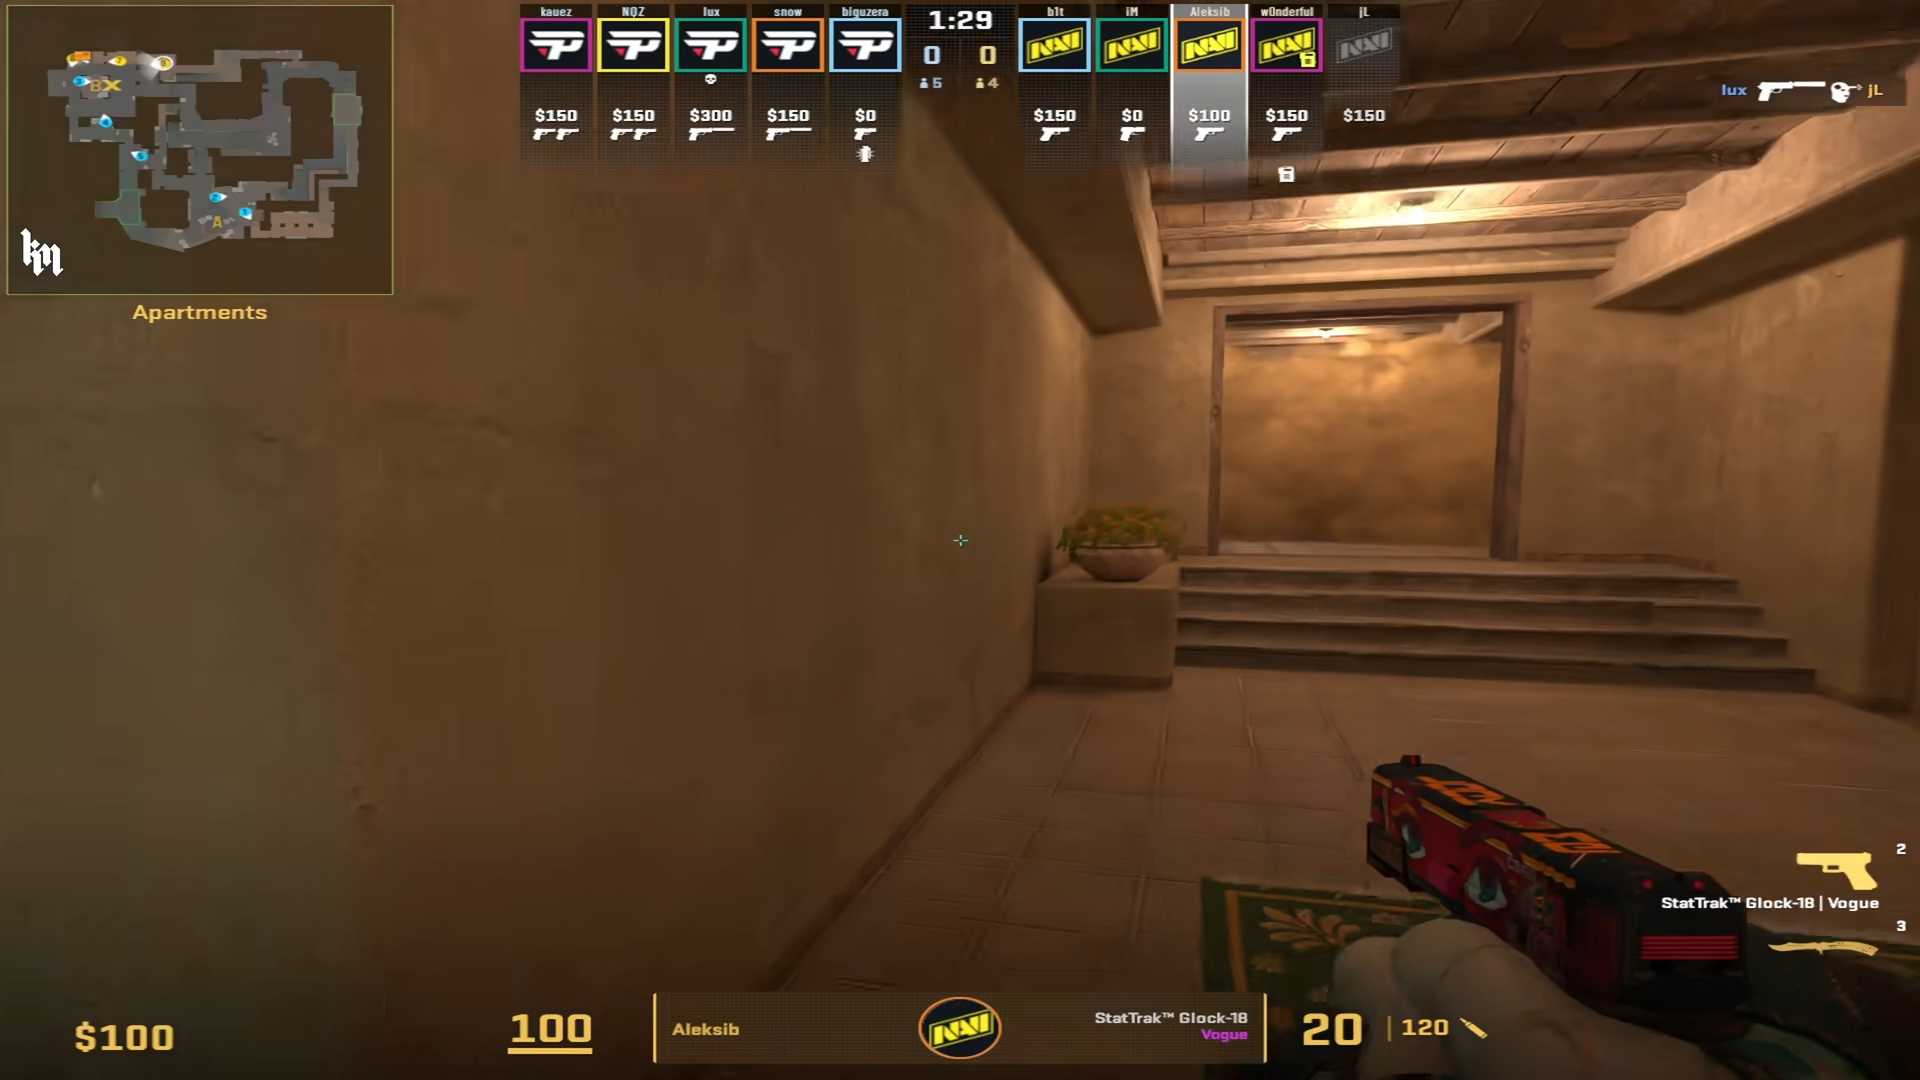 kauez NQZ lux snow biguzera 1:29 b1t iM Aleksib w0nderful jL
0 0
5 4
$150 $150 $300 $150 $0 $150 $0 $100 $150 $150
lux jL
B
A
Apartments
2
StatTrak™ Glock-18 | Vogue
3
$100
100
Aleksib
NAVI
StatTrak™ Glock-18
Vogue
20 | 120